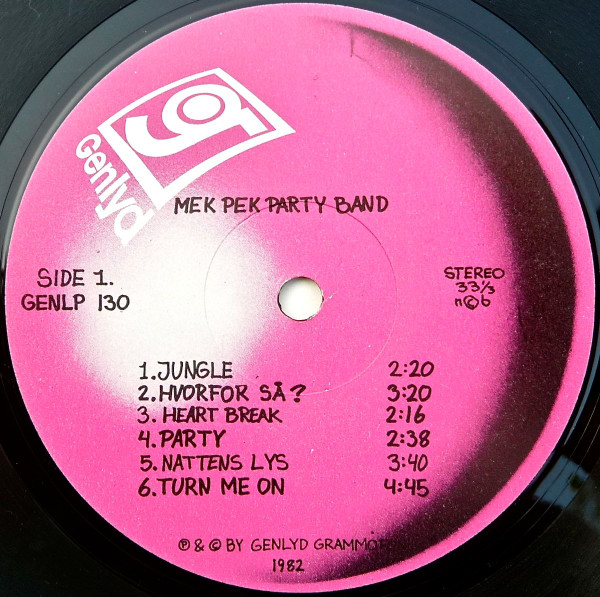 g
Genlyd
MEK PEK PARTY BAND
SIDE 1.
GENLP 130
STEREO
33⅓
n©b
1. JUNGLE 2:20
2. HVORFOR SÅ? 3:20
3. HEART BREAK 2:16
4. PARTY 2:38
5. NATTENS LYS 3:40
6. TURN ME ON 4:45
℗ & © BY GENLYD GRAMMOF
1982